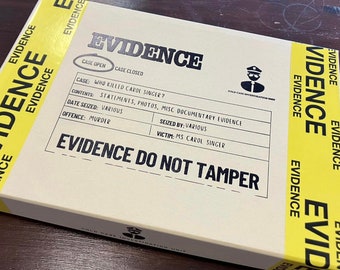 EVIDENCE
CASE OPEN CASE CLOSED
CASE: WHO KILLED CAROL SINGER?
CONTENTS: STATEMENTS, PHOTOS, MISC. DOCUMENTARY EVIDENCE
DATE SEIZED: VARIOUS SEIZED BY: VARIOUS
OFFENCE: MURDER VICTIM: MS CAROL SINGER
EVIDENCE DO NOT TAMPER
EVIDENCE
EVIDENCE
EVIDENCE
EVIDENCE
EVIDENCE
EVIDENCE
EVIDENCE